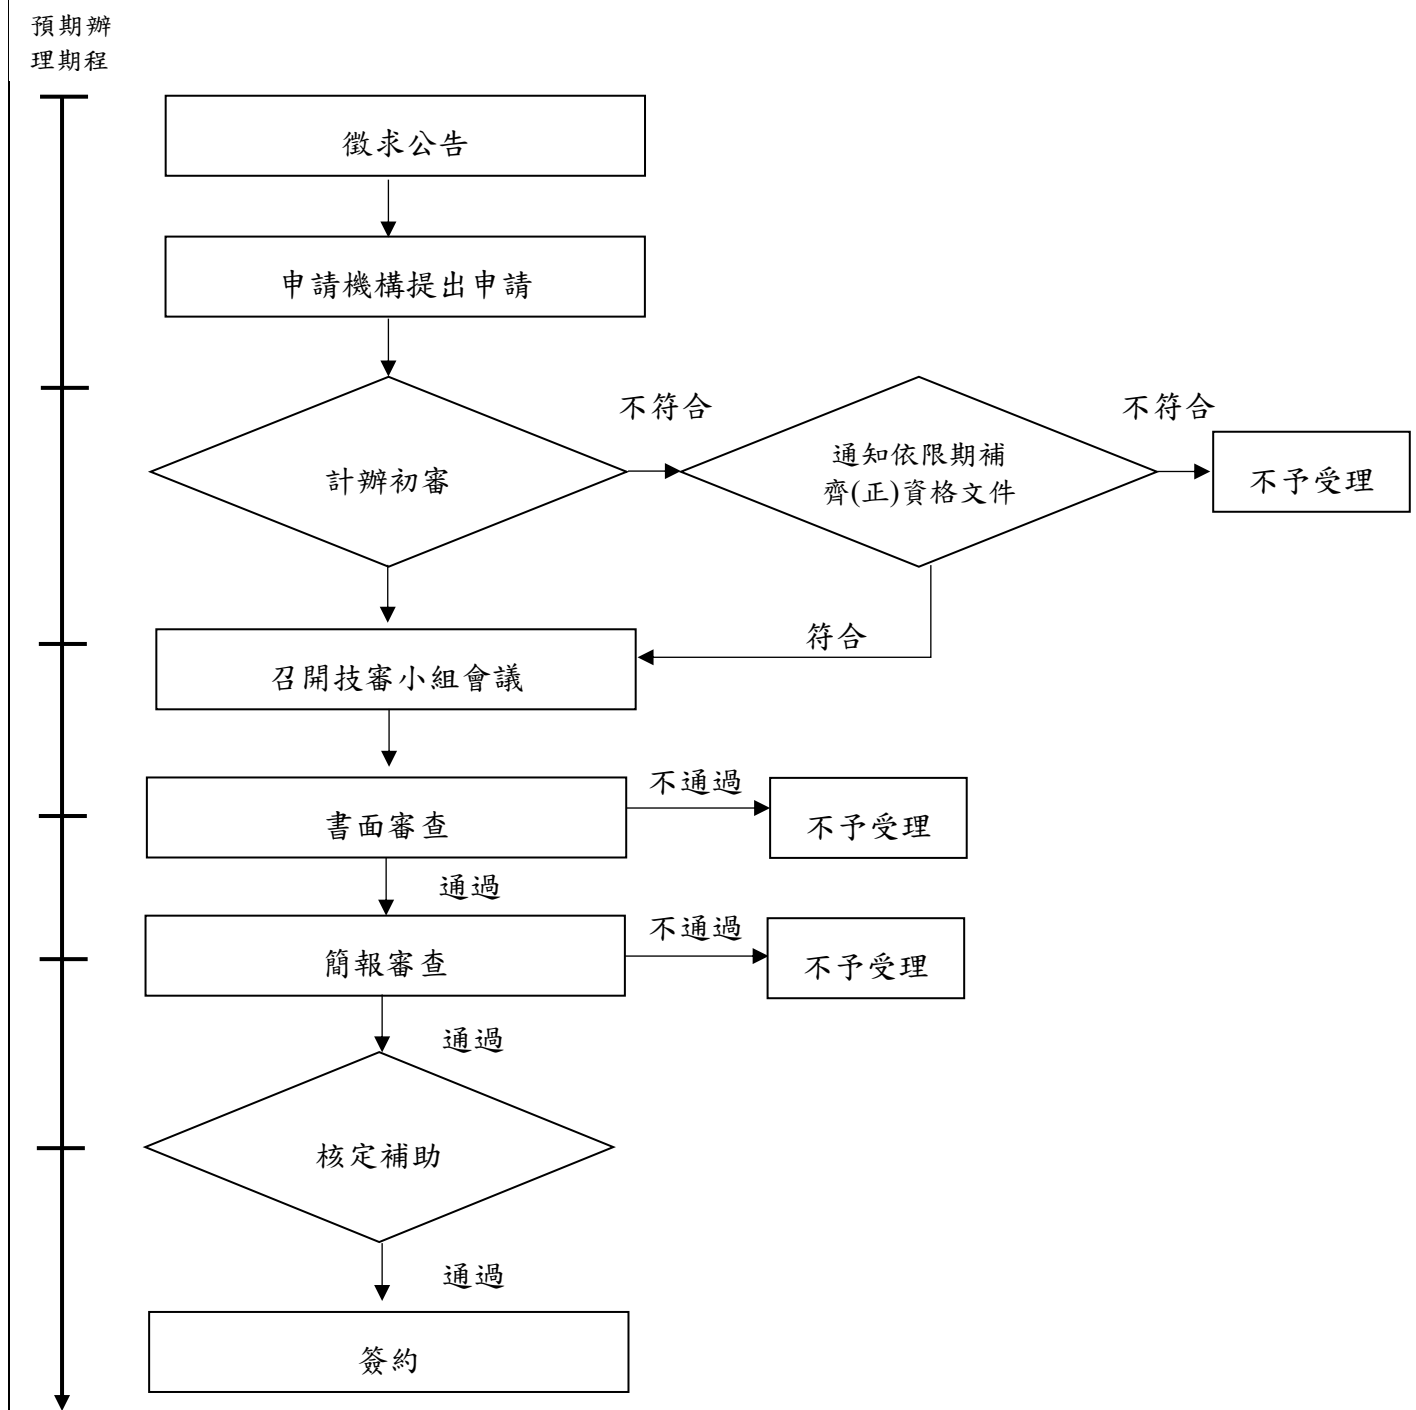 預期辦
理期程
徵求公告
申請機構提出申請
不符合
不符合
計辦初審
通知依限期補
齊(正)資格文件
不予受理
符合
召開技審小組會議
不通過
書面審查
不予受理
通過
不通過
簡報審查
不予受理
通過
核定補助
通過
簽約